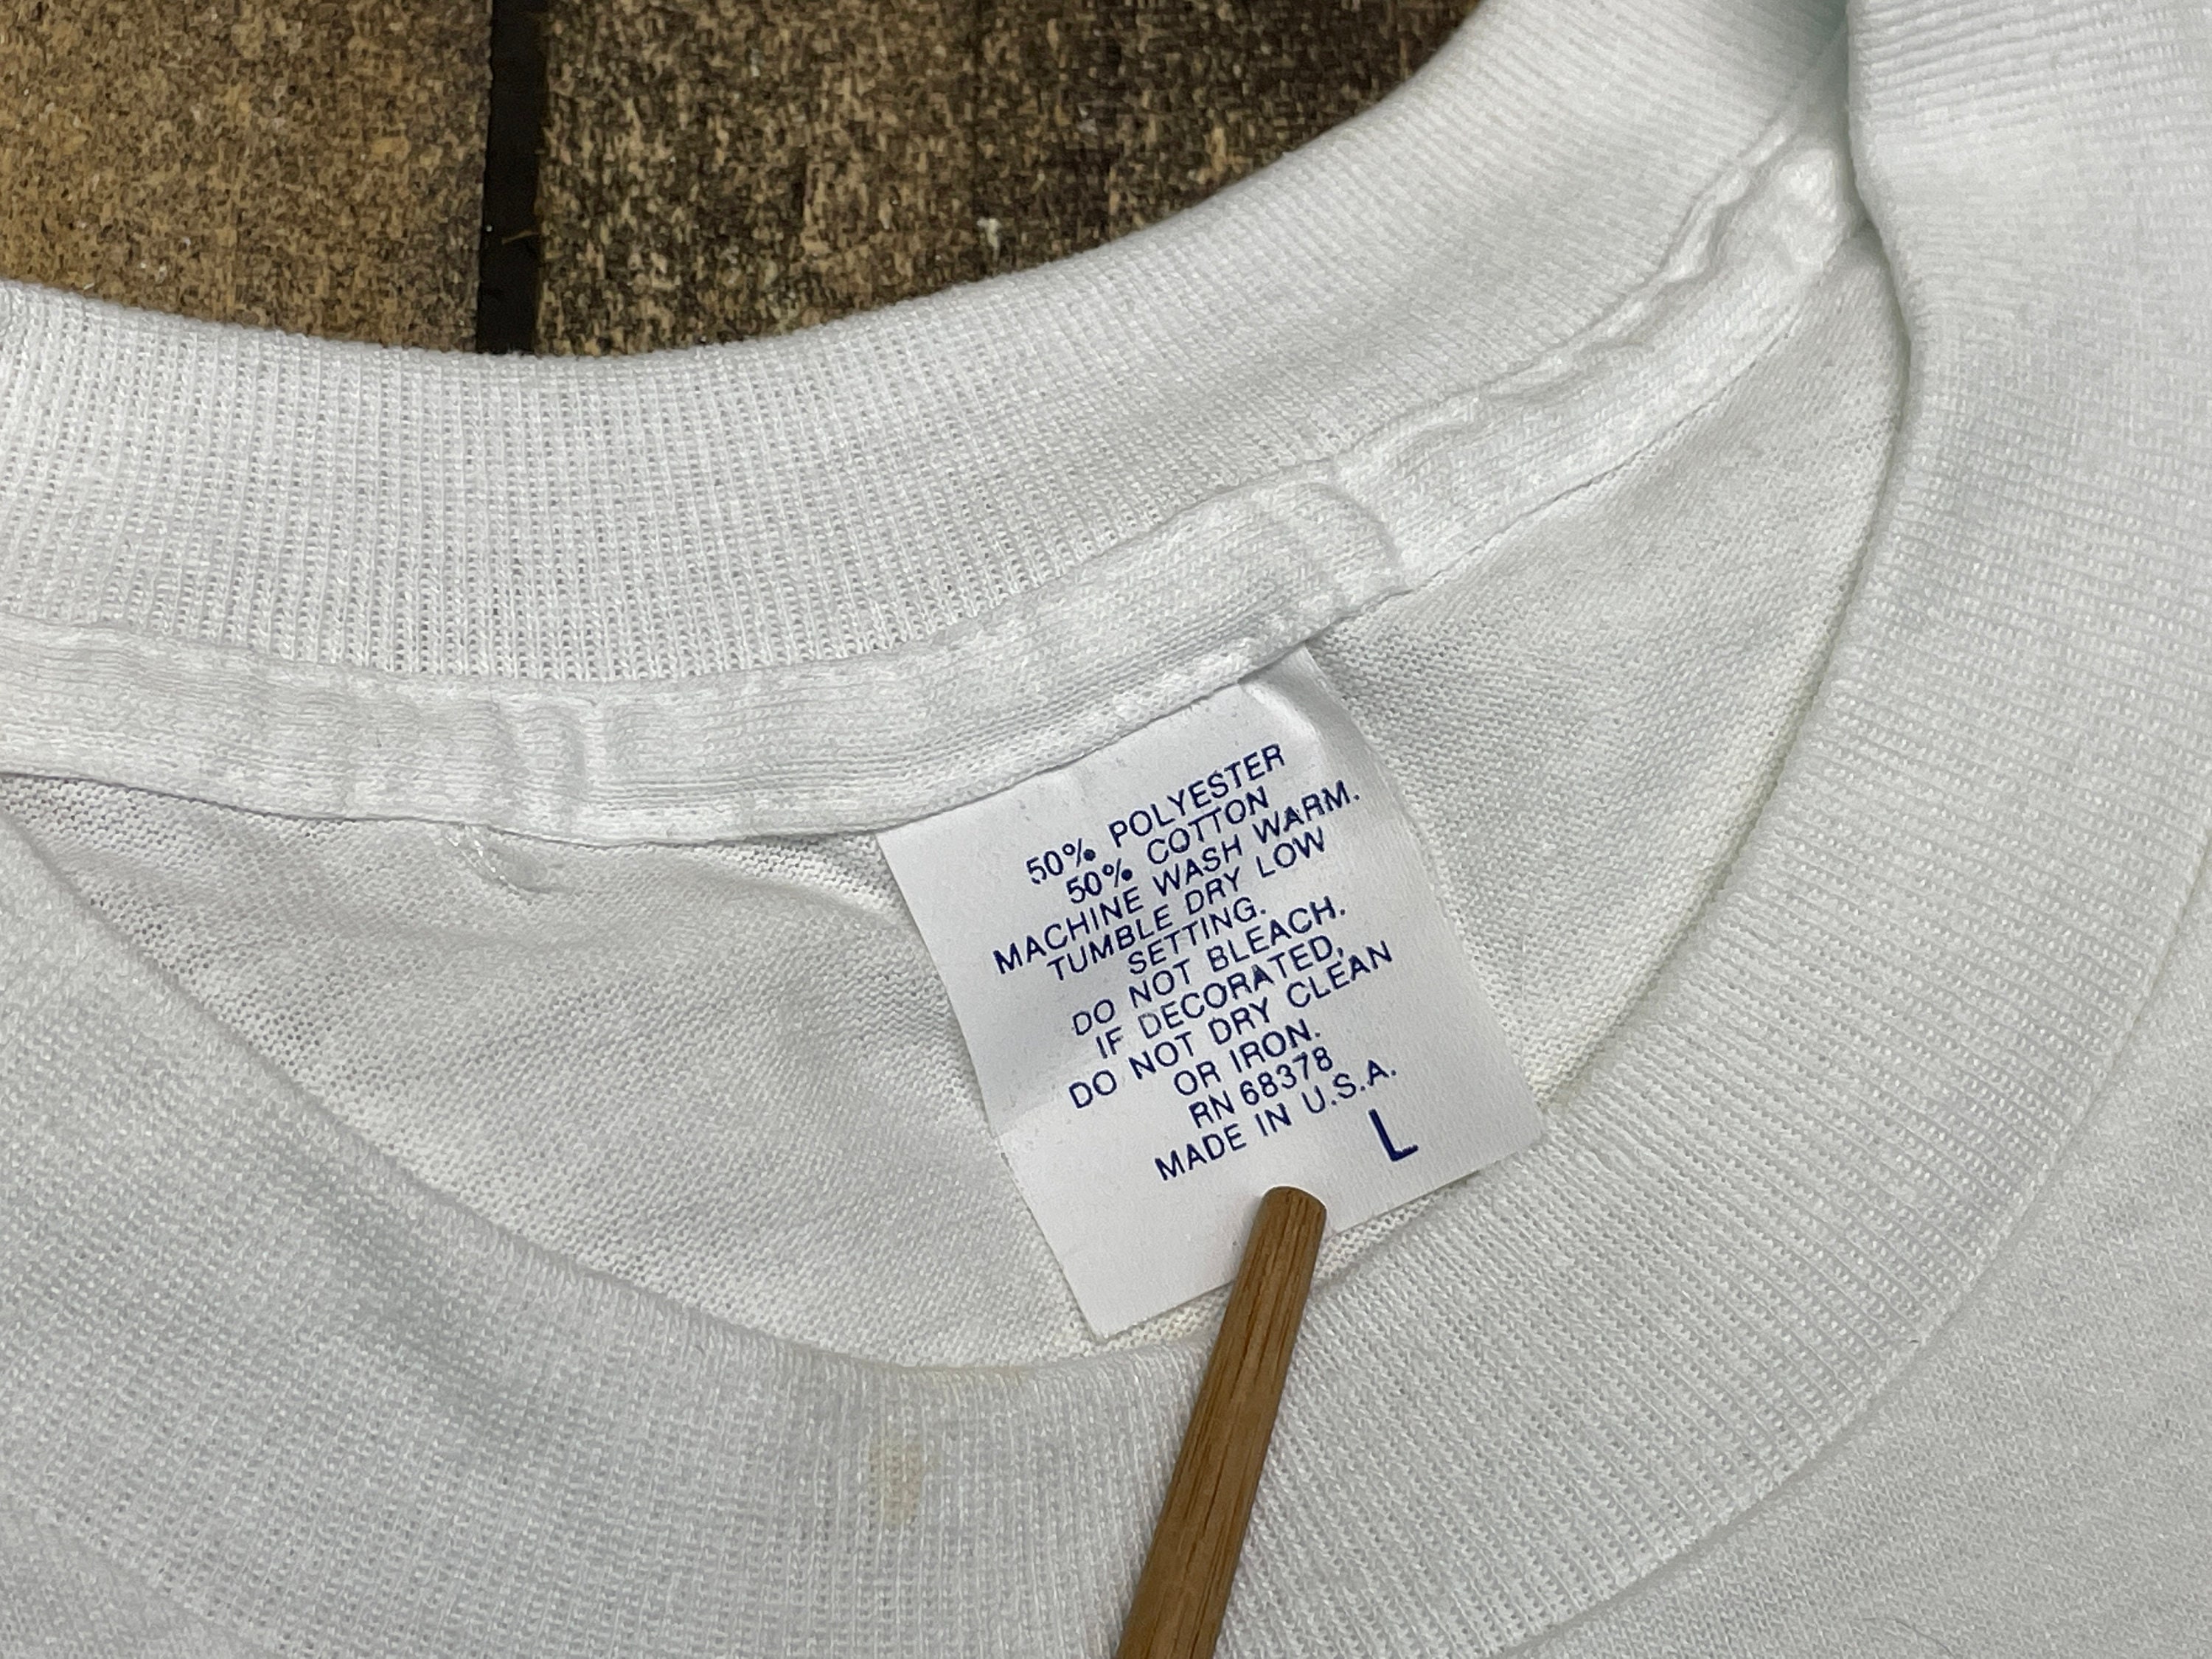 50% POLYESTER
50% COTTON
MACHINE WASH WARM.
TUMBLE DRY LOW
SETTING.
DO NOT BLEACH.
IF DECORATED,
DO NOT DRY CLEAN
OR IRON.
RN 68378
MADE IN U.S.A.
L